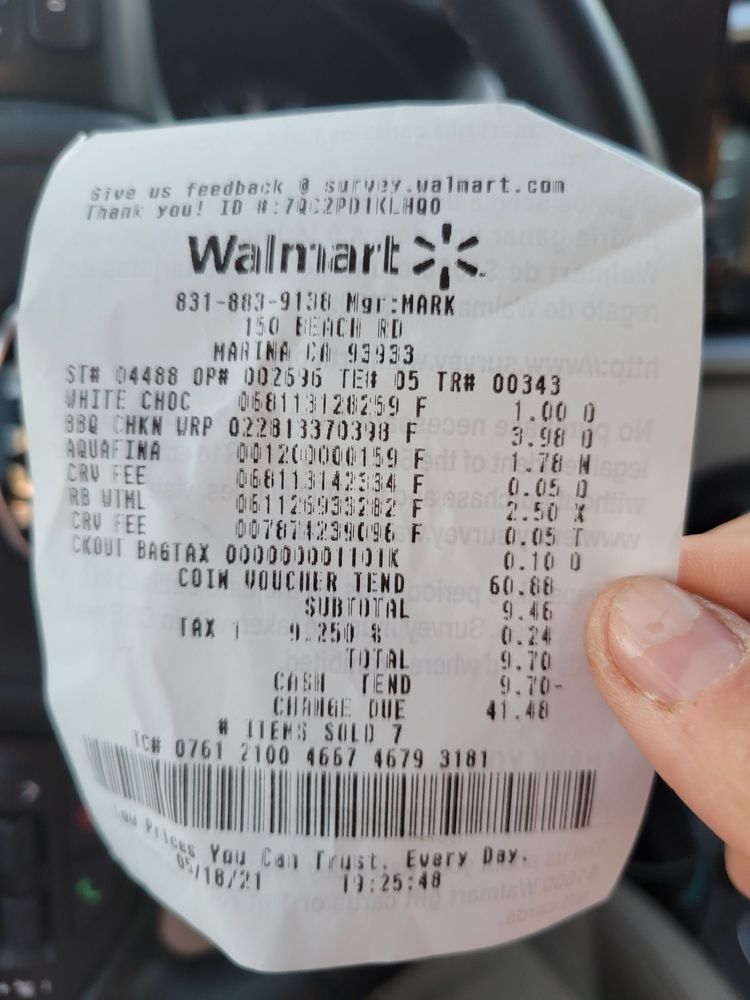 Give us feedback @ survey.walmart.com
Thank you! ID #:7QC2PD1KLHQO
Walmart
831-883-9138 Mgr:MARK
150 BEACH RD
MARINA CA 93933
ST# 04488 OP# 002696 TE# 05 TR# 00343
WHITE CHOC 068113128259 F 1.00 O
BBQ CHKN WRP 022813370398 F 3.98 O
AQUAFINA 001200000159 F 1.78 N
CRV FEE 068113142334 F 0.05 O
RB WTML 061126933282 F 2.50 X
CRV FEE 007874239096 F 0.05 T
CKOUT BAGTAX 000000001101K 0.10 O
COIN VOUCHER TEND 60.88
SUBTOTAL 9.46
TAX 1 9.250 % 0.24
TOTAL 9.70
CASH TEND 9.70-
CHANGE DUE 41.48
# ITEMS SOLD 7
TC# 0761 2100 4667 4679 3181
Low Prices You Can Trust. Every Day.
05/18/21 19:25:48